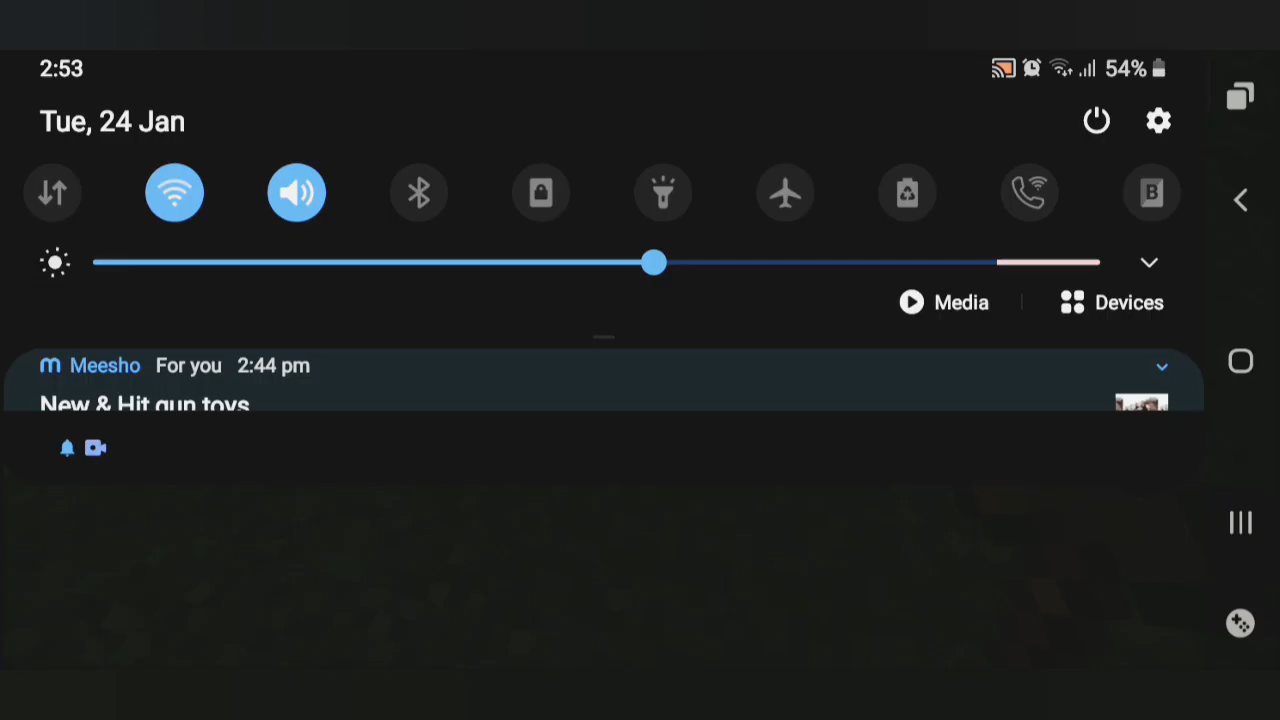 2:53
54%
Tue, 24 Jan
B
Media
Devices
Meesho For you 2:44 pm
New & Hit gun toys